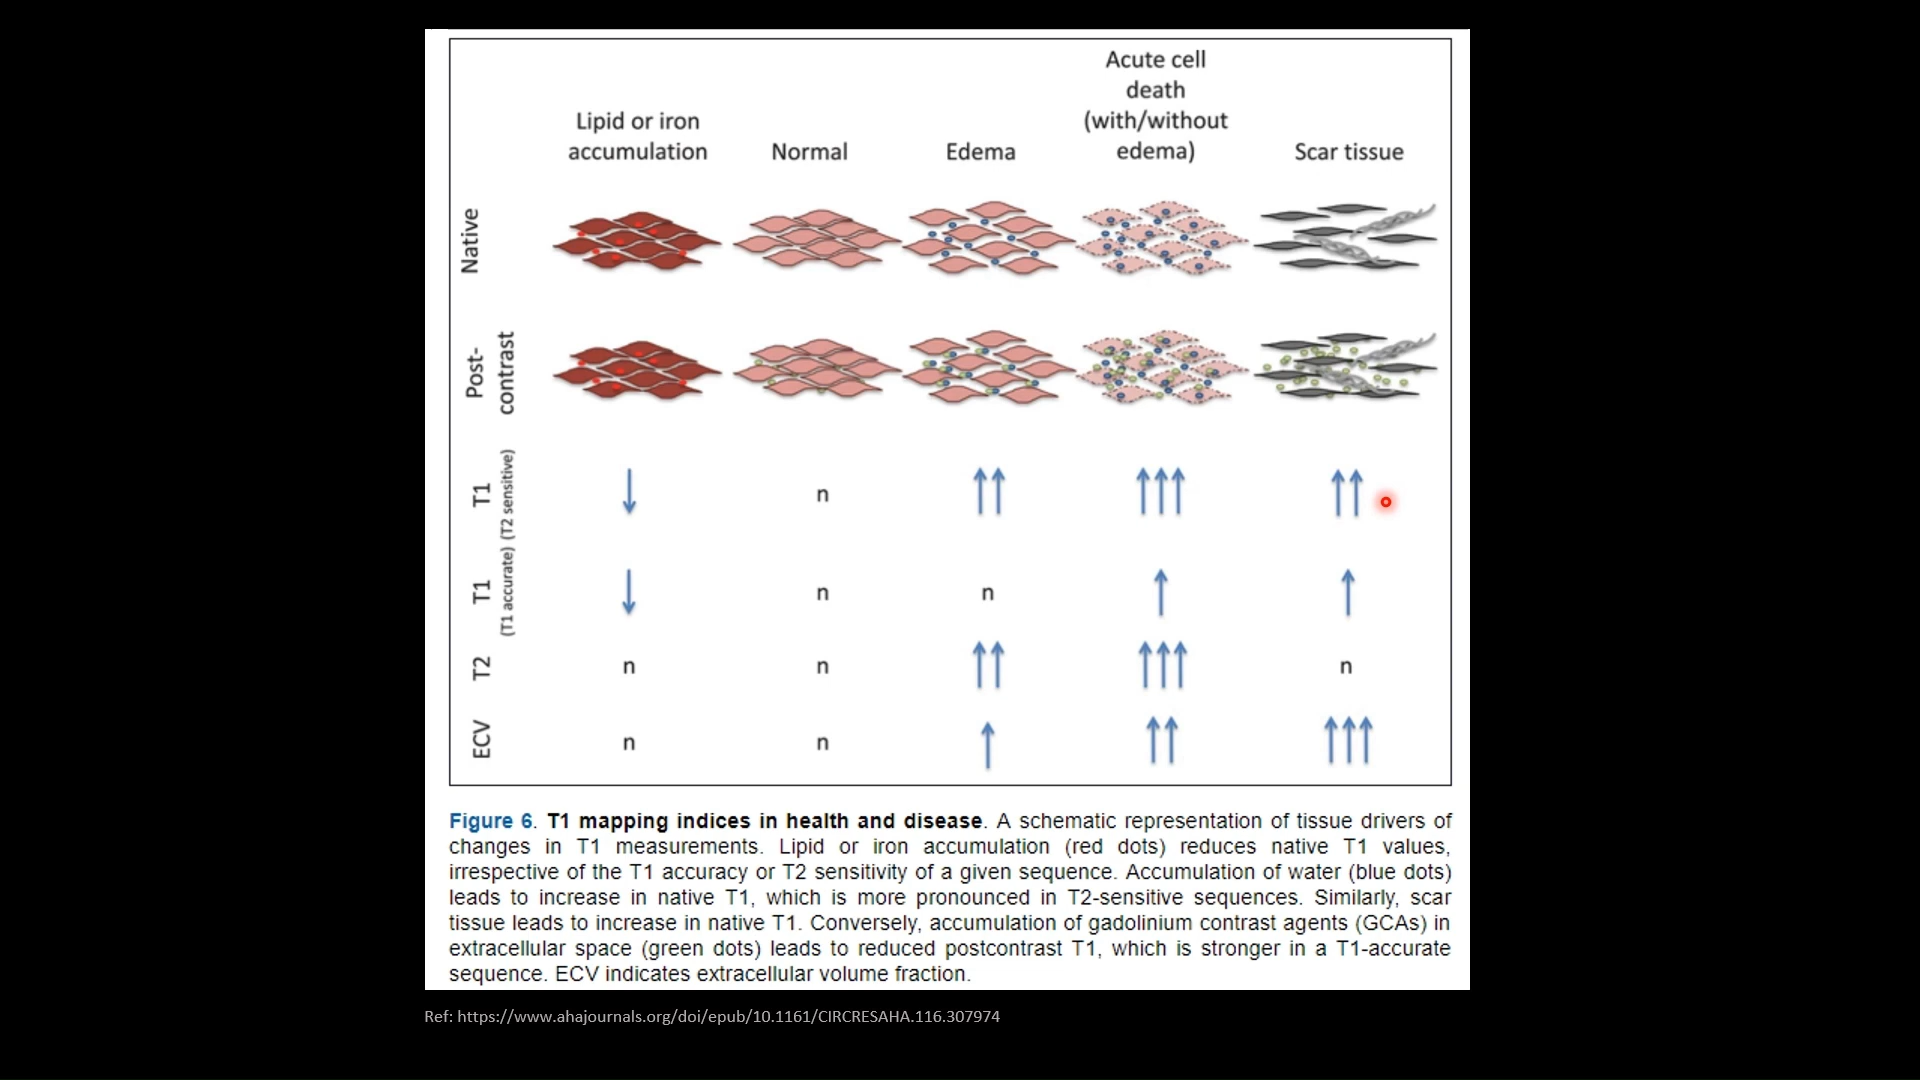 Acute cell
death
(with/without
edema)
Lipid or iron
accumulation
Normal
Edema
Scar tissue
Native
Post-
contrast
T1
(T2 sensitive)
n
T1
(T1 accurate)
n
n
T2
n
n
n
ECV
n
n
Figure 6. T1 mapping indices in health and disease. A schematic representation of tissue drivers of
changes in T1 measurements. Lipid or iron accumulation (red dots) reduces native T1 values,
irrespective of the T1 accuracy or T2 sensitivity of a given sequence. Accumulation of water (blue dots)
leads to increase in native T1, which is more pronounced in T2-sensitive sequences. Similarly, scar
tissue leads to increase in native T1. Conversely, accumulation of gadolinium contrast agents (GCAs) in
extracellular space (green dots) leads to reduced postcontrast T1, which is stronger in a T1-accurate
sequence. ECV indicates extracellular volume fraction.
Ref: https://www.ahajournals.org/doi/epub/10.1161/CIRCRESAHA.116.307974